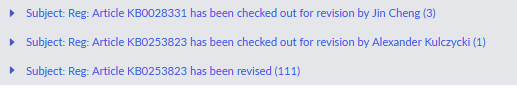 Subject: Reg: Article KB0028331 has been checked out for revision by Jin Cheng (3)
Subject: Reg: Article KB0253823 has been checked out for revision by Alexander Kulczycki (1)
Subject: Reg: Article KB0253823 has been revised (111)